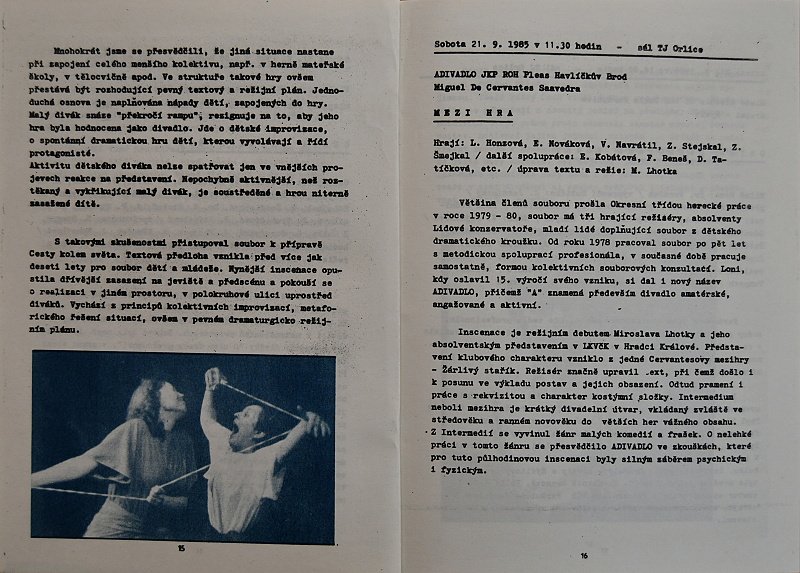 Mnohokrát jsme se přesvědčili, že jiná situace nastane
při zapojení celého menšího kolektivu, např. v herně mateřské
školy, v tělocvičně apod. Ve struktuře takové hry ovšem
přestává být rozhodující pevný textový a režijní plán. Jedno-
duchá osnova je naplňována nápady dětí, zapojených do hry.
Malý divák snáze "překročí rampu", resignuje na to, aby jeho
hra byla hodnocena jako divadlo. Jde o dětské improvizace,
o spontánní dramatickou hru dětí, kterou vyvolávají a řídí
protagonisté.
Aktivitu dětského diváka nelze spatřovat jen ve vnějších pro-
jevech reakce na představení. Nepochybně aktivnější, než roz-
těkaný a vykřikující malý divák, je soustředěné a hrou niterně
zasažené dítě.
S takovými zkušenostmi přistupoval soubor k přípravě
Cesty kolem světa. Textová předloha vznikla před více jak
deseti lety pro soubor dětí a mládeže. Nynější inscenace opu-
stila dřívější zasazení na jeviště a předscénu a pokouší se
o realizaci v jiném prostoru, v polokruhové ulici uprostřed
diváků. Vychází z principů kolektivních improvizací, metafo-
rického řešení situací, ovšem v pevném dramaturgicko režij-
ním plánu.
15
Sobota 21. 9. 1985 v 11.30 hodin - sál TJ Orlice
ADIVADLO JKP ROH Pleas Havlíčkův Brod
Miguel De Cervantes Saavedra
MEZI HRA
Hrají: L. Honzová, E. Nováková, V. Navrátil, Z. Stejskal, Z.
Šmejkal / další spolupráce: E. Kobátová, F. Beneš, D. Ta-
tíčková, etc. / úprava textu a režie: M. Lhotka
Většina členů souboru prošla Okresní třídou herecké práce
v roce 1979 - 80, soubor má tři hrající režiséry, absolventy
Lidové konzervatoře, mladí lidé doplňující soubor z dětského
dramatického kroužku. Od roku 1978 pracoval soubor po pět let
s metodickou spoluprací profesionála, v současné době pracuje
samostatně, formou kolektivních souborových konzultací. Loni,
kdy oslavil 15. výročí svého vzniku, si dal i nový název
ADIVADLO, přičemž "A" znamená především divadlo amatérské,
angažované a aktivní.
Inscenace je režijním debutem Miroslava Lhotky a jeho
absolventským představením v LKVČK v Hradci Králové. Předsta-
vení klubového charakteru vzniklo z jedné Cervantesovy mezihry
- Žárlivý stařík. Režisér značně upravil .ext, při čemž došlo i
k posunu ve výkladu postav a jejich obsazení. Odtud pramení i
práce s rekvizitou a charakter kostýmní složky. Intermedium
neboli mezihra je krátký divadelní útvar, vkládaný zvláště ve
středověku a ranném novověku do větších her vážného obsahu.
Z Intermedií se vyvinul žánr malých komedií a frašek. O nelehké
práci v tomto žánru se přesvědčilo ADIVADLO ve zkouškách, které
pro tuto půlhodinovou inscenaci byly silným záběrem psychickým
i fyzickým.
16